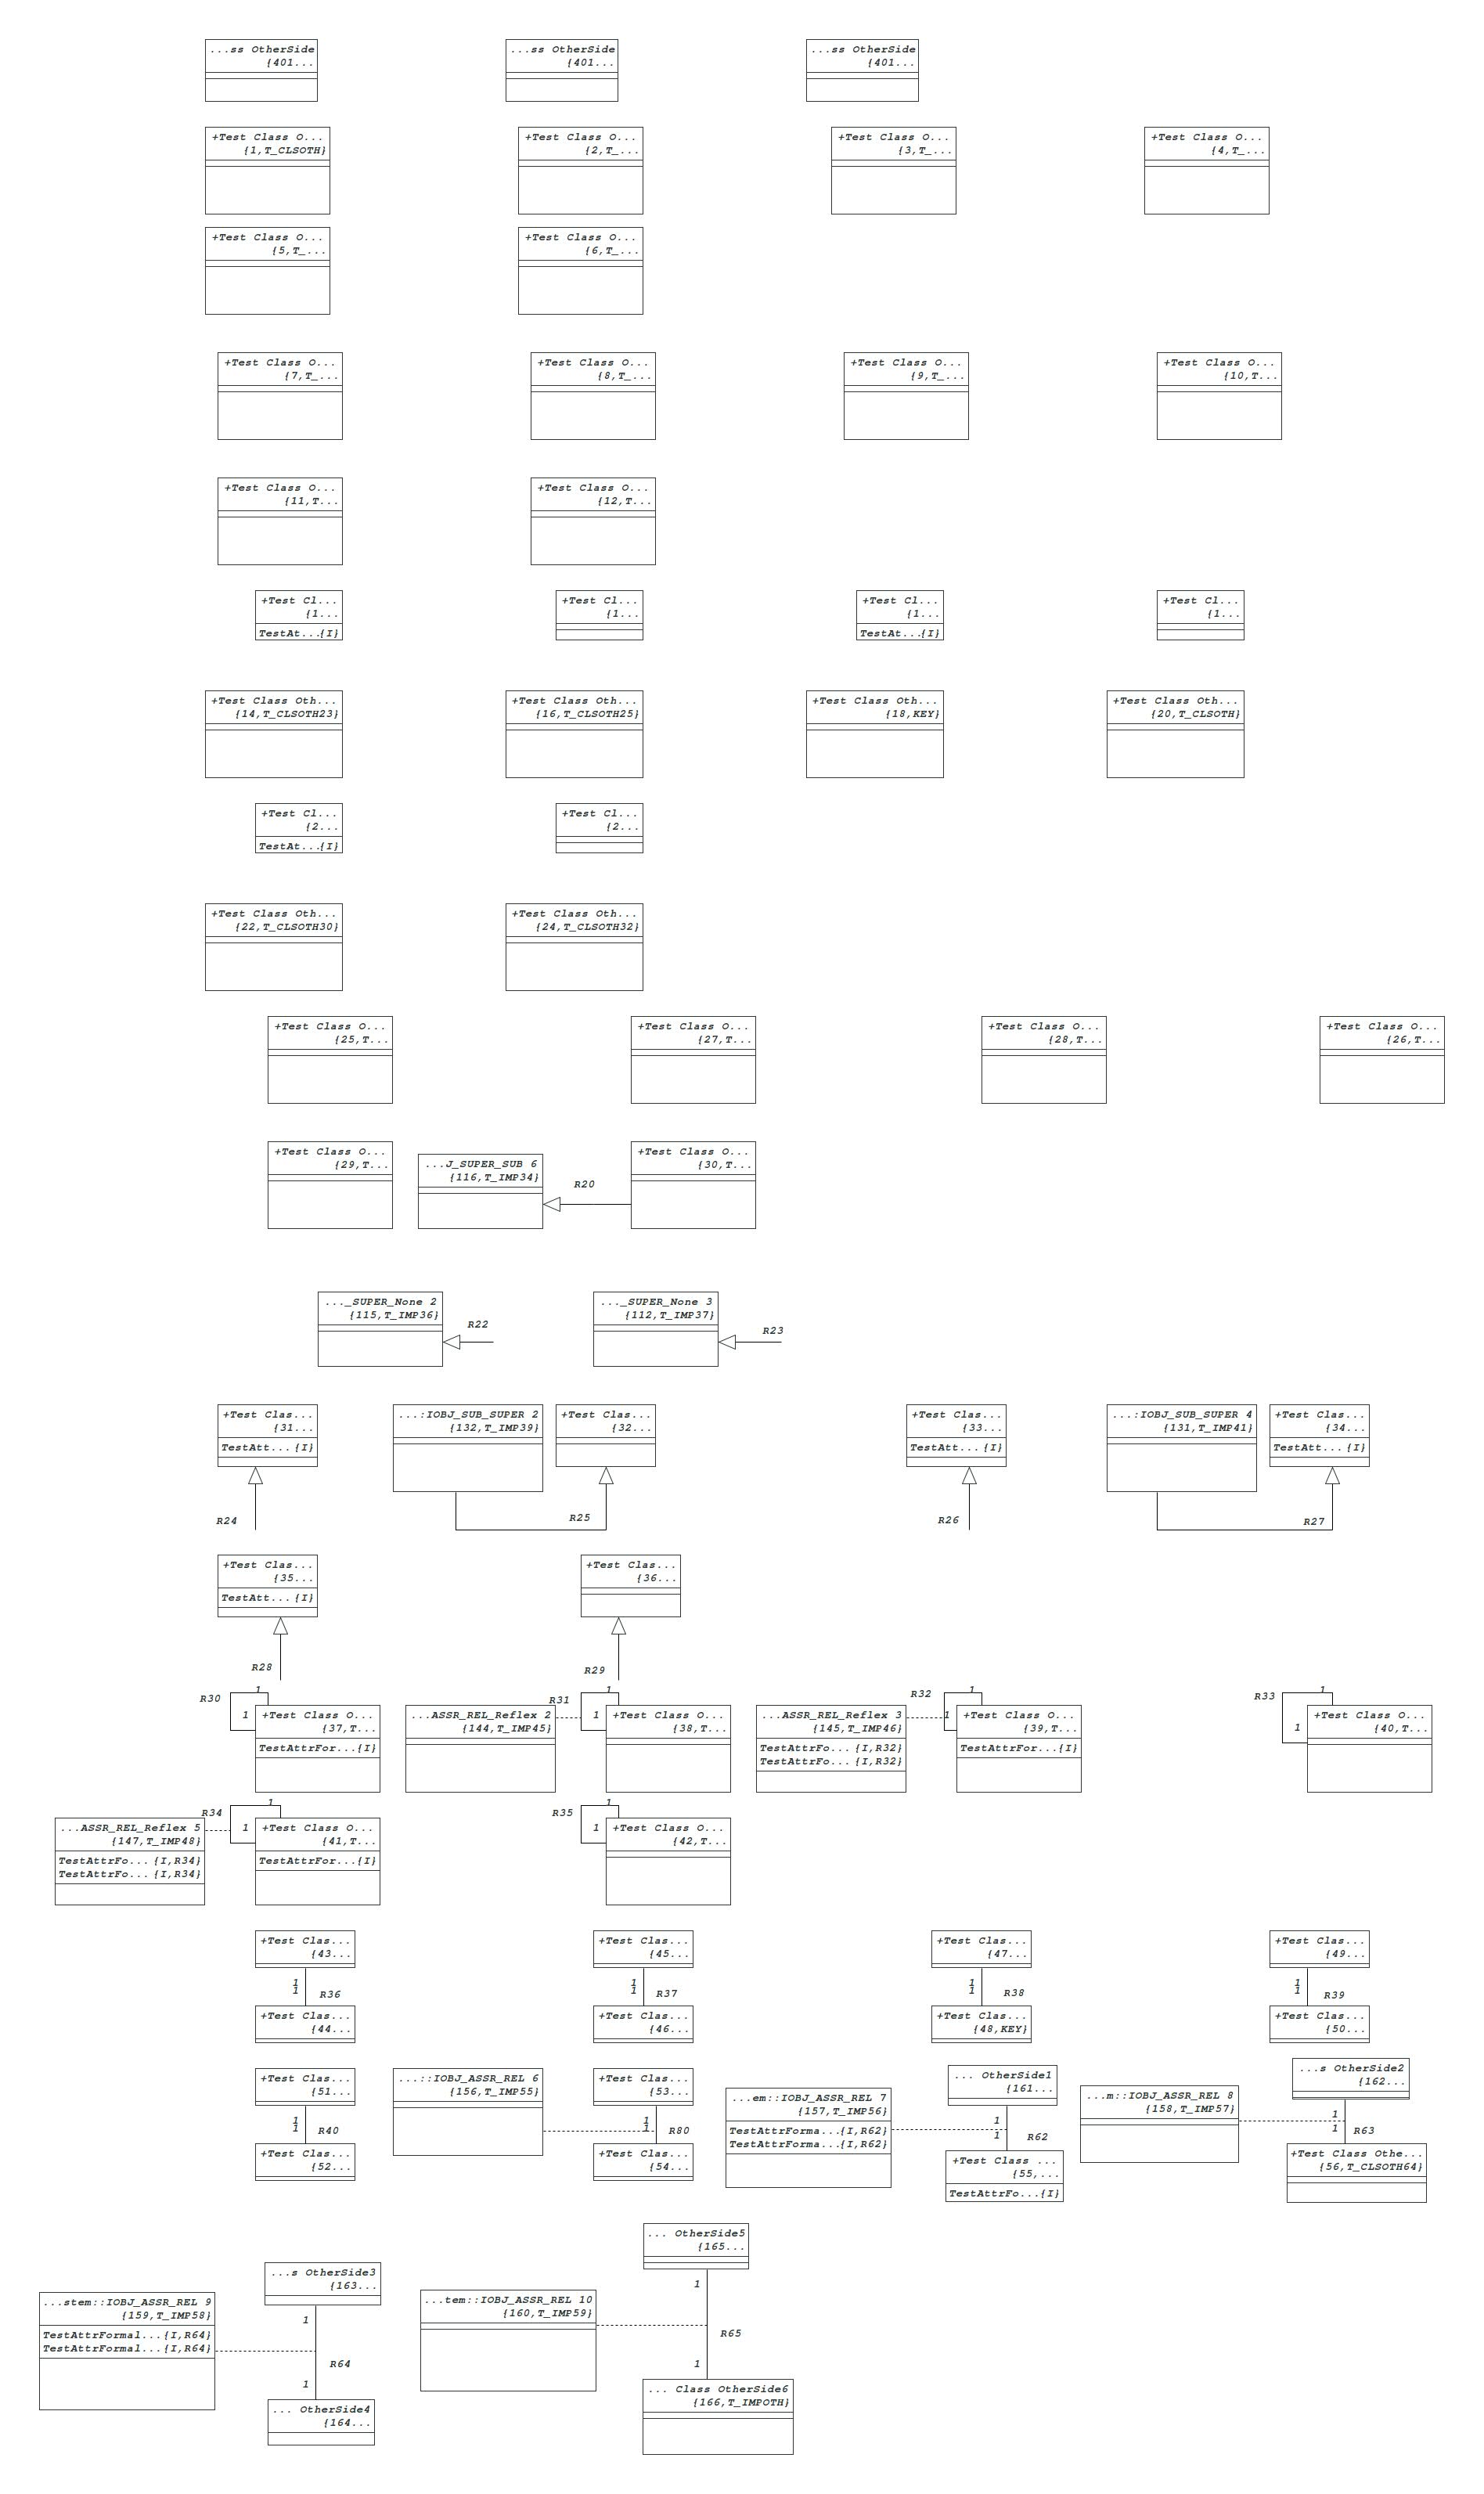 ...ss OtherSide
{401...
...ss OtherSide
{401...
...ss OtherSide
{401...
+Test Class O...
{1,T_CLSOTH}
+Test Class O...
{2,T_...
+Test Class O...
{3,T_...
+Test Class O...
{4,T_...
+Test Class O...
{5,T_...
+Test Class O...
{6,T_...
+Test Class O...
{7,T_...
+Test Class O...
{8,T_...
+Test Class O...
{9,T_...
+Test Class O...
{10,T...
+Test Class O...
{11,T...
+Test Class O...
{12,T...
+Test Cl...
{1...
TestAt...{I}
+Test Cl...
{1...
+Test Cl...
{1...
TestAt...{I}
+Test Cl...
{1...
+Test Class Oth...
{14,T_CLSOTH23}
+Test Class Oth...
{16,T_CLSOTH25}
+Test Class Oth...
{18,KEY}
+Test Class Oth...
{20,T_CLSOTH}
+Test Cl...
{2...
TestAt...{I}
+Test Cl...
{2...
+Test Class Oth...
{22,T_CLSOTH30}
+Test Class Oth...
{24,T_CLSOTH32}
+Test Class O...
{25,T...
+Test Class O...
{27,T...
+Test Class O...
{28,T...
+Test Class O...
{26,T...
+Test Class O...
{29,T...
...J_SUPER_SUB 6
{116,T_IMP34}
R20
+Test Class O...
{30,T...
..._SUPER_None 2
{115,T_IMP36}
R22
..._SUPER_None 3
{112,T_IMP37}
R23
+Test Clas...
{31...
TestAtt... {I}
R24
...:IOBJ_SUB_SUPER 2
{132,T_IMP39}
+Test Clas...
{32...
R25
+Test Clas...
{33...
TestAtt... {I}
R26
...:IOBJ_SUB_SUPER 4
{131,T_IMP41}
+Test Clas...
{34...
TestAtt... {I}
R27
+Test Clas...
{35...
TestAtt... {I}
R28
+Test Clas...
{36...
R29
R30
1
1
+Test Class O...
{37,T...
TestAttrFor...{I}
...ASSR_REL_Reflex 2
{144,T_IMP45}
R31
1
1
+Test Class O...
{38,T...
...ASSR_REL_Reflex 3
{145,T_IMP46}
TestAttrFo... {I,R32}
TestAttrFo... {I,R32}
R32
1
1
+Test Class O...
{39,T...
TestAttrFor...{I}
R33
1
1
+Test Class O...
{40,T...
...ASSR_REL_Reflex 5
{147,T_IMP48}
TestAttrFo... {I,R34}
TestAttrFo... {I,R34}
R34
1
1
+Test Class O...
{41,T...
TestAttrFor...{I}
R35
1
1
+Test Class O...
{42,T...
+Test Clas...
{43...
1
1
R36
+Test Clas...
{44...
+Test Clas...
{45...
1
1
R37
+Test Clas...
{46...
+Test Clas...
{47...
1
1
R38
+Test Clas...
{48,KEY}
+Test Clas...
{49...
1
1
R39
+Test Clas...
{50...
+Test Clas...
{51...
1
1
R40
+Test Clas...
{52...
...::IOBJ_ASSR_REL 6
{156,T_IMP55}
+Test Clas...
{53...
1
1
R80
+Test Clas...
{54...
...em::IOBJ_ASSR_REL 7
{157,T_IMP56}
TestAttrForma...{I,R62}
TestAttrForma...{I,R62}
... OtherSide1
{161...
1
1
R62
+Test Class ...
{55,...
TestAttrFo...{I}
...m::IOBJ_ASSR_REL 8
{158,T_IMP57}
...s OtherSide2
{162...
1
1
R63
+Test Class Othe...
{56,T_CLSOTH64}
...stem::IOBJ_ASSR_REL 9
{159,T_IMP58}
TestAttrFormal...{I,R64}
TestAttrFormal...{I,R64}
...s OtherSide3
{163...
1
R64
1
... OtherSide4
{164...
...tem::IOBJ_ASSR_REL 10
{160,T_IMP59}
... OtherSide5
{165...
1
R65
1
... Class OtherSide6
{166,T_IMPOTH}